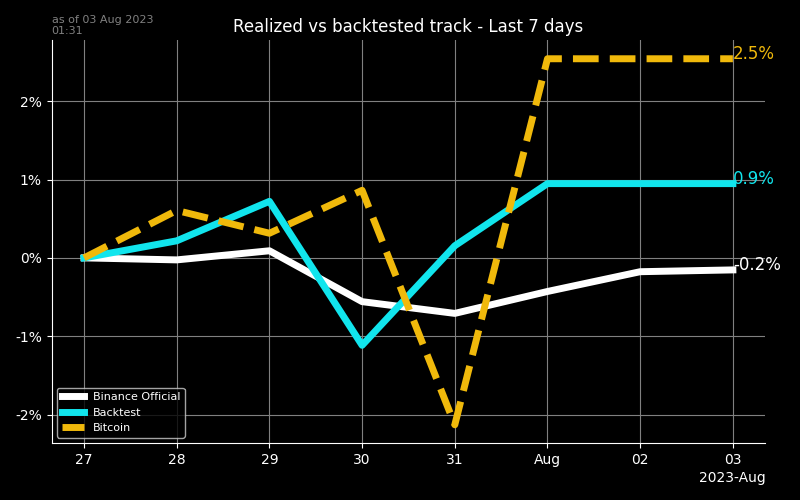 as of 03 Aug 2023
01:31
Realized vs backtested track - Last 7 days
2.5%
2%
1%
0.9%
0%
-0.2%
-1%
-2%
Binance Official
Backtest
Bitcoin
27 28 29 30 31 Aug 02 03
2023-Aug